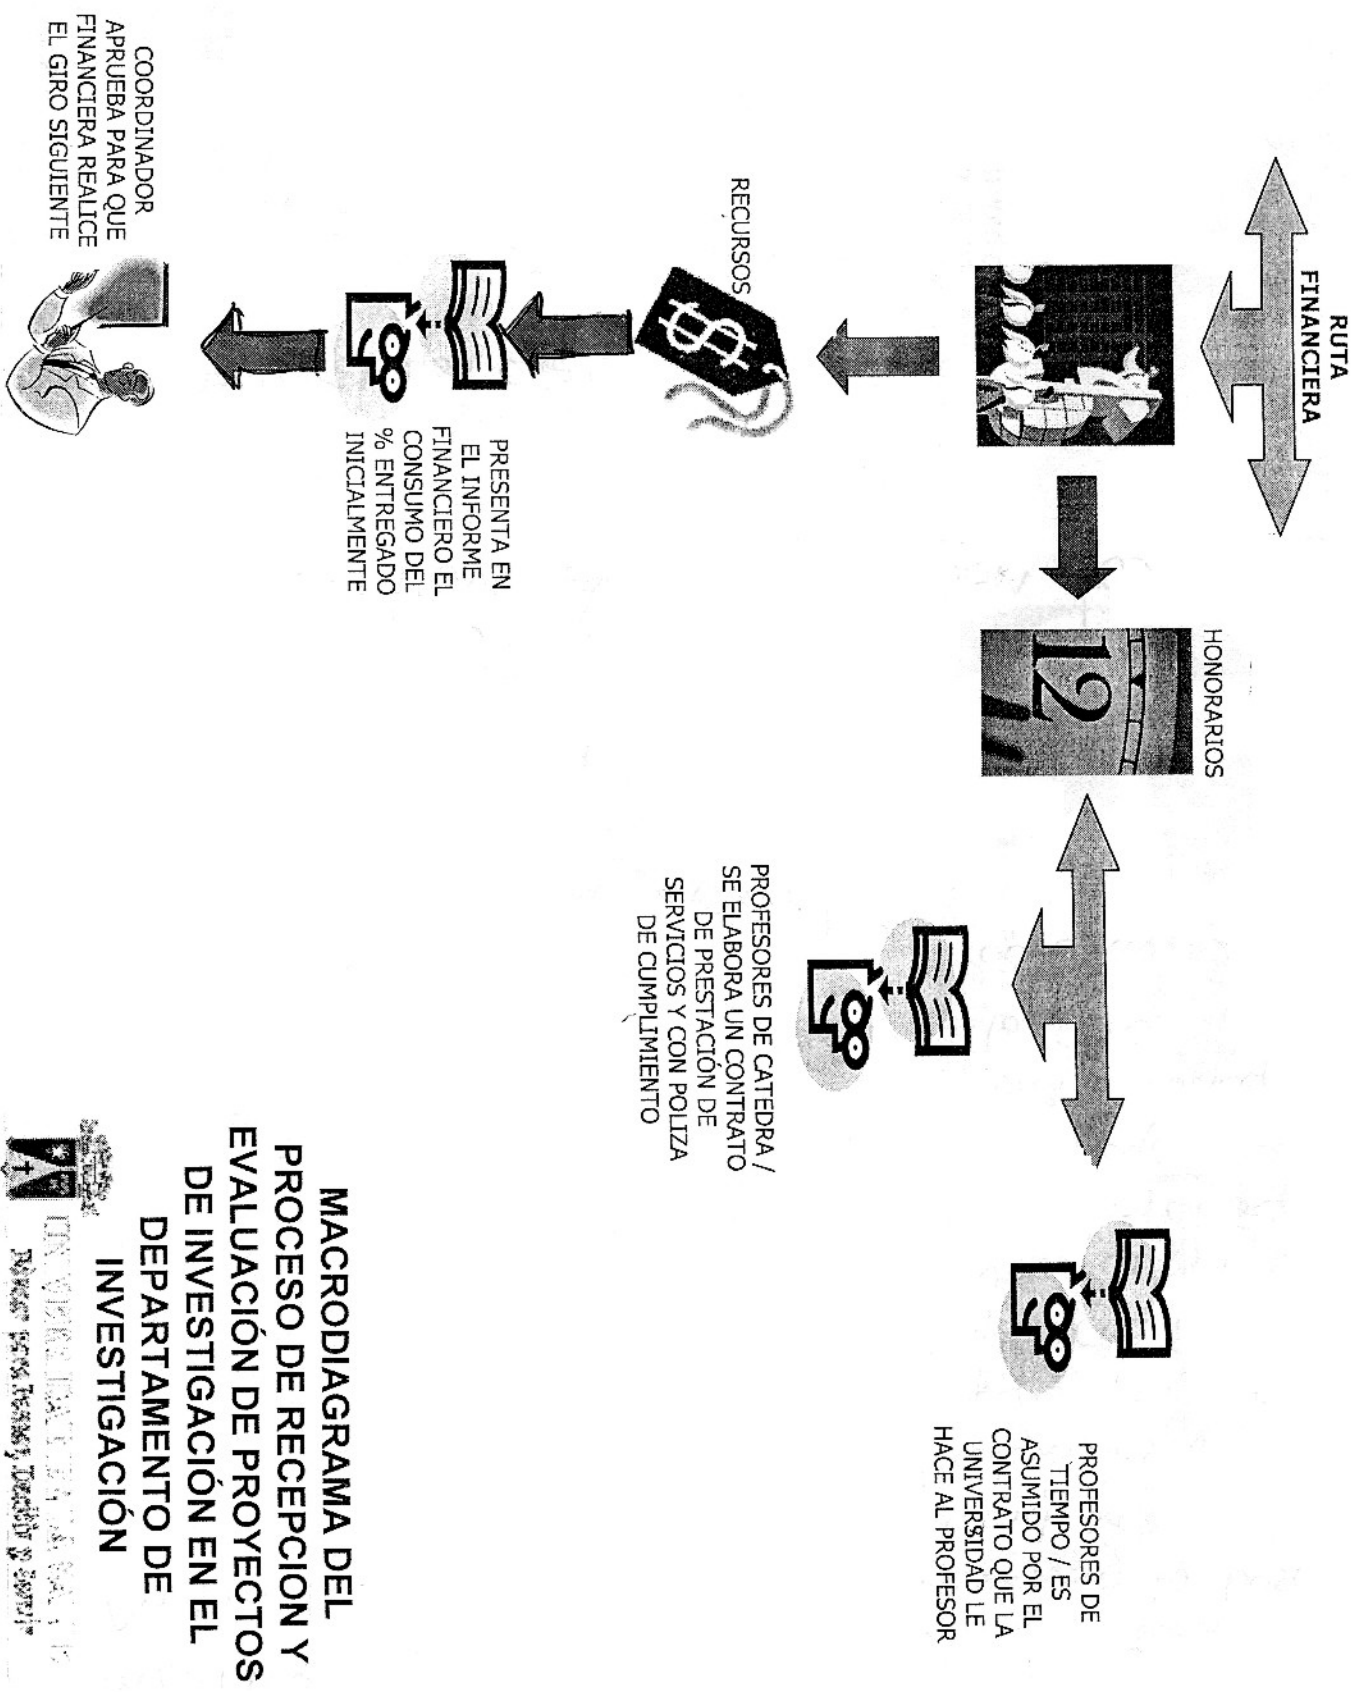 RUTA
FINANCIERA
HONORARIOS
12
RECURSOS
PROFESORES DE
TIEMPO / ES
ASUMIDO POR EL
CONTRATO QUE LA
UNIVERSIDAD LE
HACE AL PROFESOR
PROFESORES DE CATEDRA /
SE ELABORA UN CONTRATO
DE PRESTACIÓN DE
SERVICIOS Y CON POLIZA
DE CUMPLIMIENTO
PRESENTA EN
EL INFORME
FINANCIERO EL
CONSUMO DEL
% ENTREGADO
INICIALMENTE
COORDINADOR
APRUEBA PARA QUE
FINANCIERA REALICE
EL GIRO SIGUIENTE
MACRODIAGRAMA DEL
PROCESO DE RECEPCION Y
EVALUACIÓN DE PROYECTOS
DE INVESTIGACIÓN EN EL
DEPARTAMENTO DE
INVESTIGACIÓN
Decidir y Servir